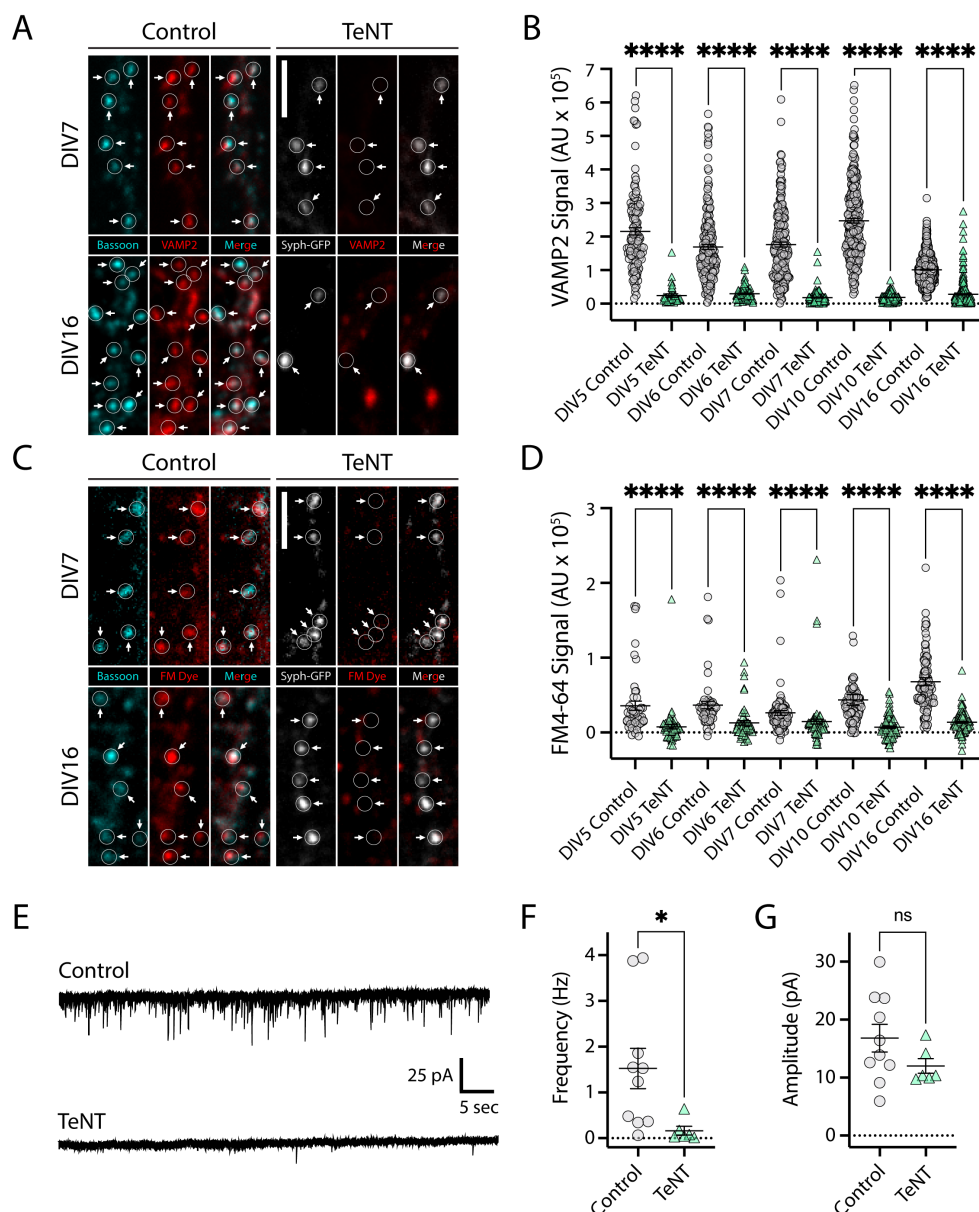 A
Control
TeNT
DIV7
Bassoon
VAMP2
Merge
Syph-GFP
VAMP2
Merge
DIV16
B
**** **** **** **** ****
VAMP2 Signal (AU x 10⁵)
7
6
5
4
3
2
1
0
DIV5 Control
DIV5 TeNT
DIV6 Control
DIV6 TeNT
DIV7 Control
DIV7 TeNT
DIV10 Control
DIV10 TeNT
DIV16 Control
DIV16 TeNT
C
Control
TeNT
DIV7
Bassoon
FM Dye
Merge
Syph-GFP
FM Dye
Merge
DIV16
D
**** **** **** **** ****
FM4-64 Signal (AU x 10⁵)
3
2
1
0
DIV5 Control
DIV5 TeNT
DIV6 Control
DIV6 TeNT
DIV7 Control
DIV7 TeNT
DIV10 Control
DIV10 TeNT
DIV16 Control
DIV16 TeNT
E
Control
25 pA
5 sec
TeNT
F
*
Frequency (Hz)
4
3
2
1
0
Control
TeNT
G
ns
Amplitude (pA)
30
20
10
0
Control
TeNT